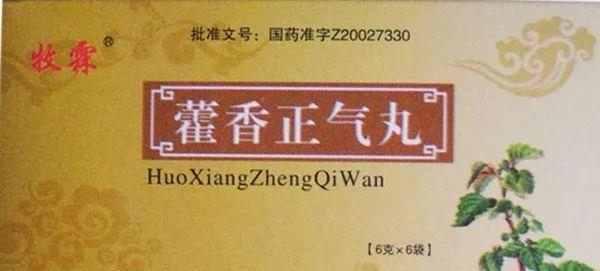 批准文号：国药准字Z20027330
牧霖®
藿香正气丸
HuoXiangZhengQiWan
【6克×6袋】